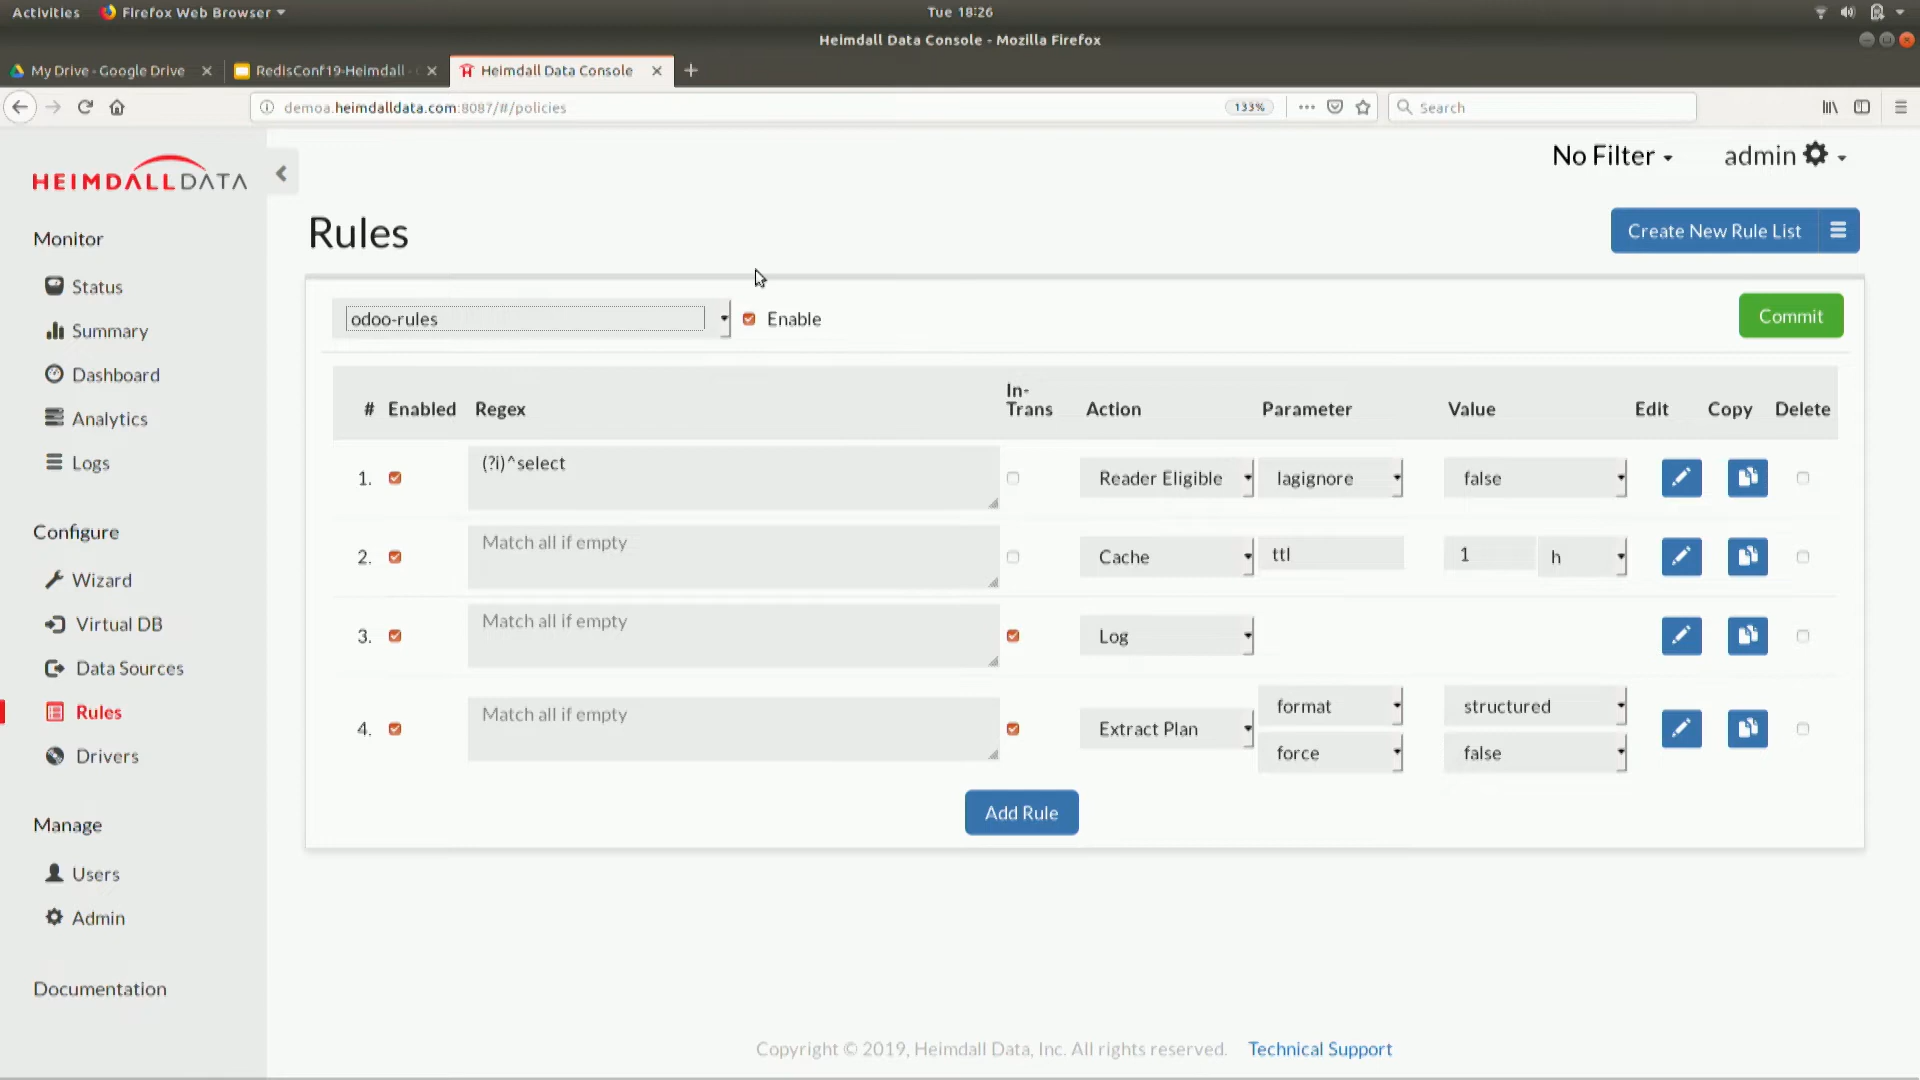 Activities Firefox Web Browser Tue 18:26
Heimdall Data Console - Mozilla Firefox
My Drive - Google Drive RedisConf19-Heimdall - Heimdall Data Console
demoa.heimdalldata.com:8087/#/policies 133% Search
HEIMDALLDATA
No Filter admin
Monitor
Status
Summary
Dashboard
Analytics
Logs
Configure
Wizard
Virtual DB
Data Sources
Rules
Drivers
Manage
Users
Admin
Documentation
Rules
Create New Rule List
odoo-rules Enable Commit
# Enabled Regex In-Trans Action Parameter Value Edit Copy Delete
1. (?i)^select Reader Eligible lagignore false
2. Match all if empty Cache ttl 1 h
3. Match all if empty Log
4. Match all if empty Extract Plan format structured
force false
Add Rule
Copyright © 2019, Heimdall Data, Inc. All rights reserved. Technical Support